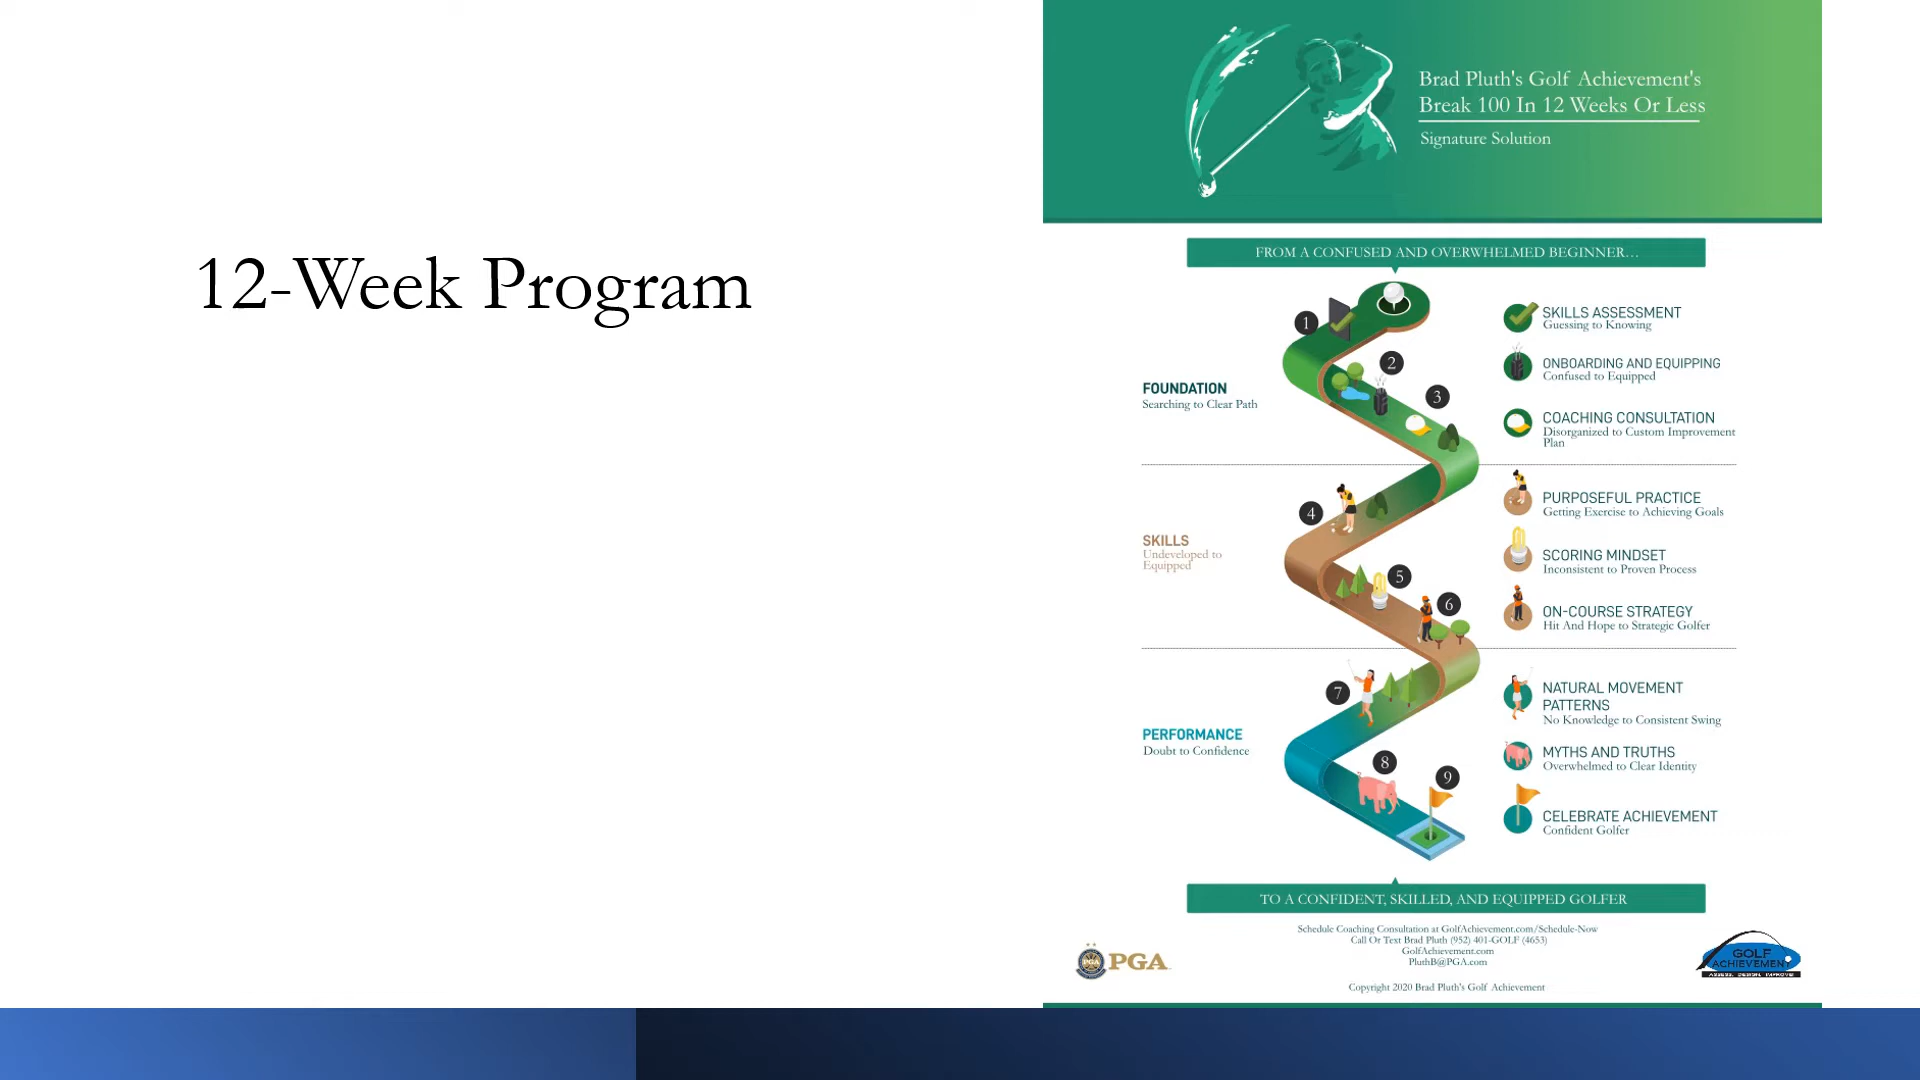 12-Week Program
Brad Pluth's Golf Achievement's
Break 100 In 12 Weeks Or Less
Signature Solution
FROM A CONFUSED AND OVERWHELMED BEGINNER...
FOUNDATION
Searching to Clear Path
1
2
3
SKILLS ASSESSMENT
Guessing to Knowing
ONBOARDING AND EQUIPPING
Confused to Equipped
COACHING CONSULTATION
Disorganized to Custom Improvement
Plan
SKILLS
Undeveloped to
Equipped
4
5
6
PURPOSEFUL PRACTICE
Getting Exercise to Achieving Goals
SCORING MINDSET
Inconsistent to Proven Process
ON-COURSE STRATEGY
Hit And Hope to Strategic Golfer
PERFORMANCE
Doubt to Confidence
7
8
9
NATURAL MOVEMENT
PATTERNS
No Knowledge to Consistent Swing
MYTHS AND TRUTHS
Overwhelmed to Clear Identity
CELEBRATE ACHIEVEMENT
Confident Golfer
TO A CONFIDENT, SKILLED, AND EQUIPPED GOLFER
Schedule Coaching Consultation at GolfAchievement.com/Schedule-Now
Call Or Text Brad Pluth (952) 401-GOLF (4653)
GolfAchievement.com
PluthB@PGA.com
Copyright 2020 Brad Pluth's Golf Achievement
PGA
PGA
GOLF
ACHIEVEMENT
ASSESS. DESIGN. IMPROVE